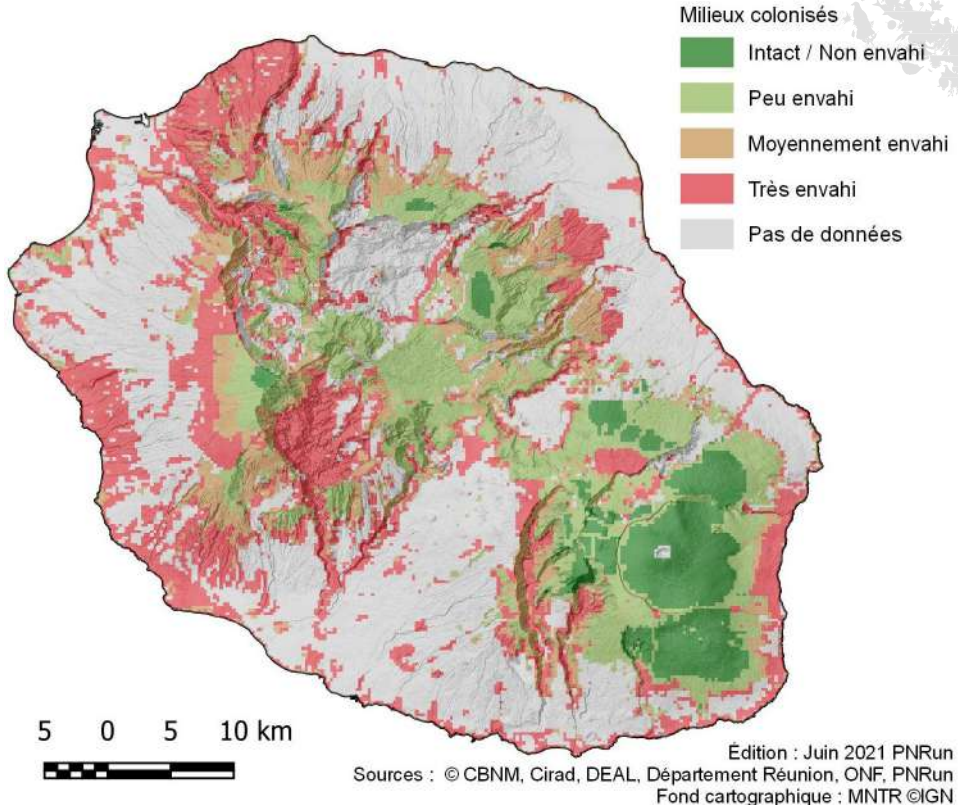 Milieux colonisés
Intact / Non envahi
Peu envahi
Moyennement envahi
Très envahi
Pas de données
5 0 5 10 km
Édition : Juin 2021 PNRun
Sources : © CBNM, Cirad, DEAL, Département Réunion, ONF, PNRun
Fond cartographique : MNTR ©IGN